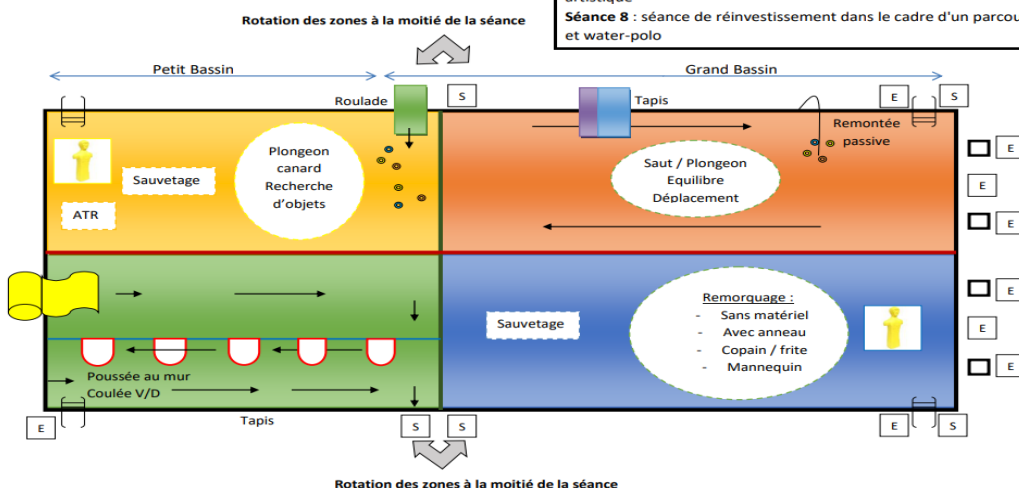 artistique
Séance 8 : séance de réinvestissement dans le cadre d'un parcou
et water-polo
Rotation des zones à la moitié de la séance
Petit Bassin
Grand Bassin
Roulade
S
Tapis
E
S
Remontée
passive
E
E
E
Sauvetage
ATR
Plongeon
canard
Recherche
d'objets
Saut / Plongeon
Equilibre
Déplacement
Sauvetage
Remorquage :
- Sans matériel
- Avec anneau
- Copain / frite
- Mannequin
E
E
E
Poussée au mur
Coulée V/D
E
Tapis
S
S
E
S
Rotation des zones à la moitié de la séance